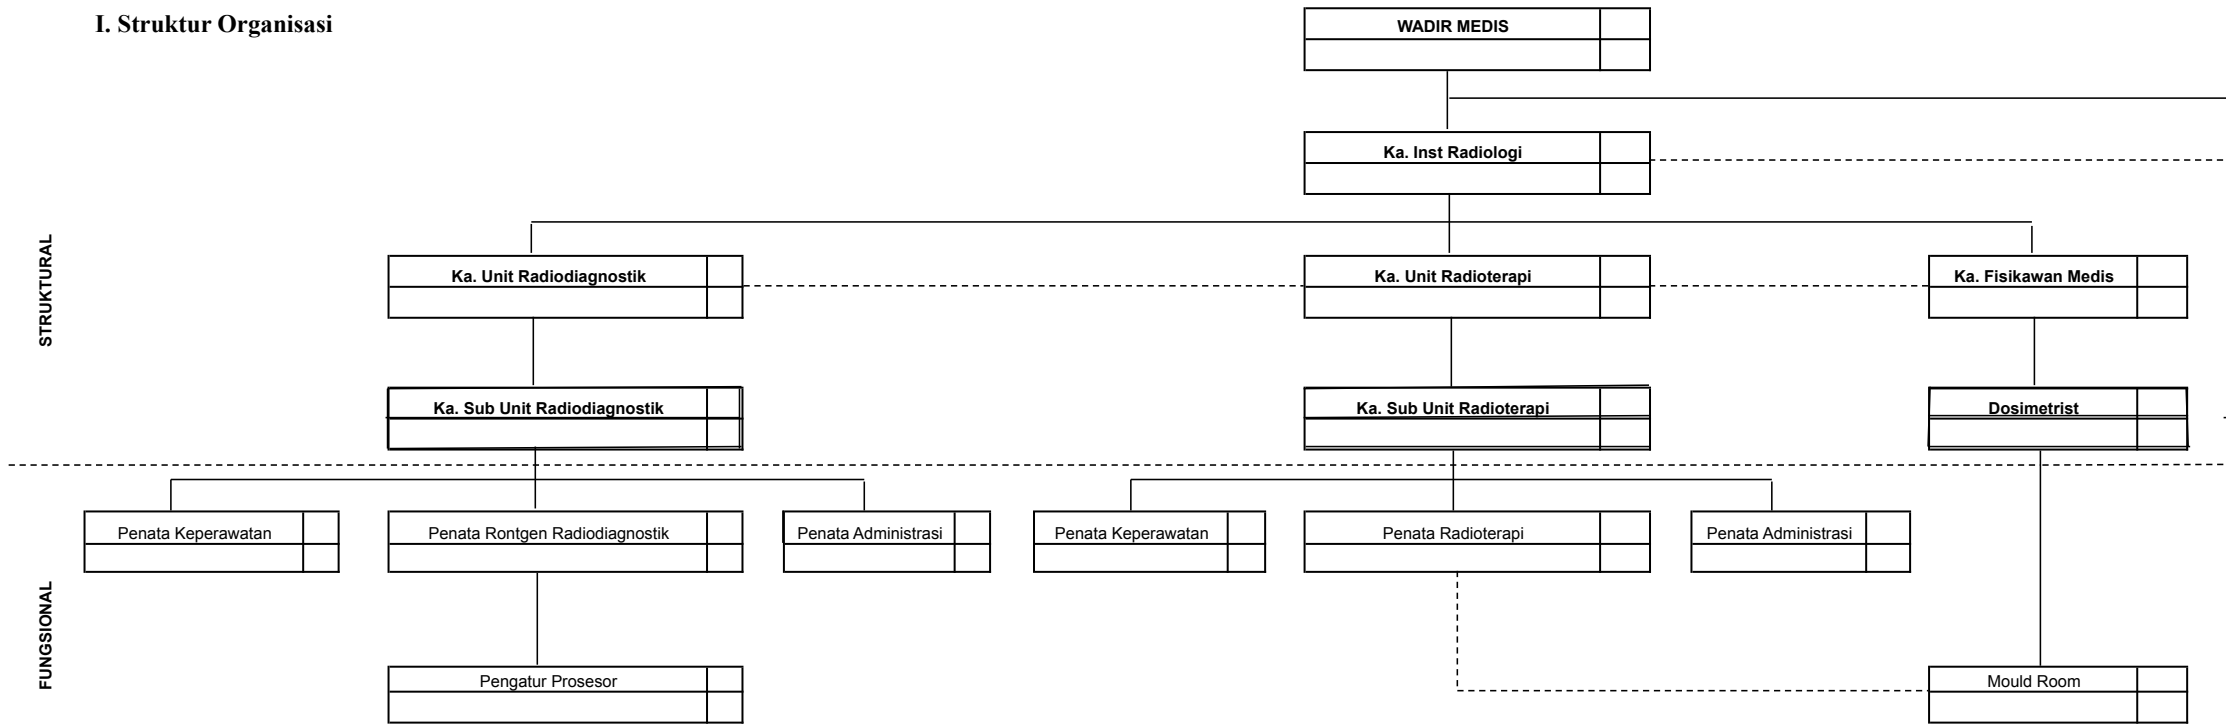 I. Struktur Organisasi
WADIR MEDIS
Ka. Inst Radiologi
STRUKTURAL
Ka. Unit Radiodiagnostik
Ka. Unit Radioterapi
Ka. Fisikawan Medis
Ka. Sub Unit Radiodiagnostik
Ka. Sub Unit Radioterapi
Dosimetrist
FUNGSIONAL
Penata Keperawatan
Penata Rontgen Radiodiagnostik
Penata Administrasi
Penata Keperawatan
Penata Radioterapi
Penata Administrasi
Pengatur Prosesor
Mould Room